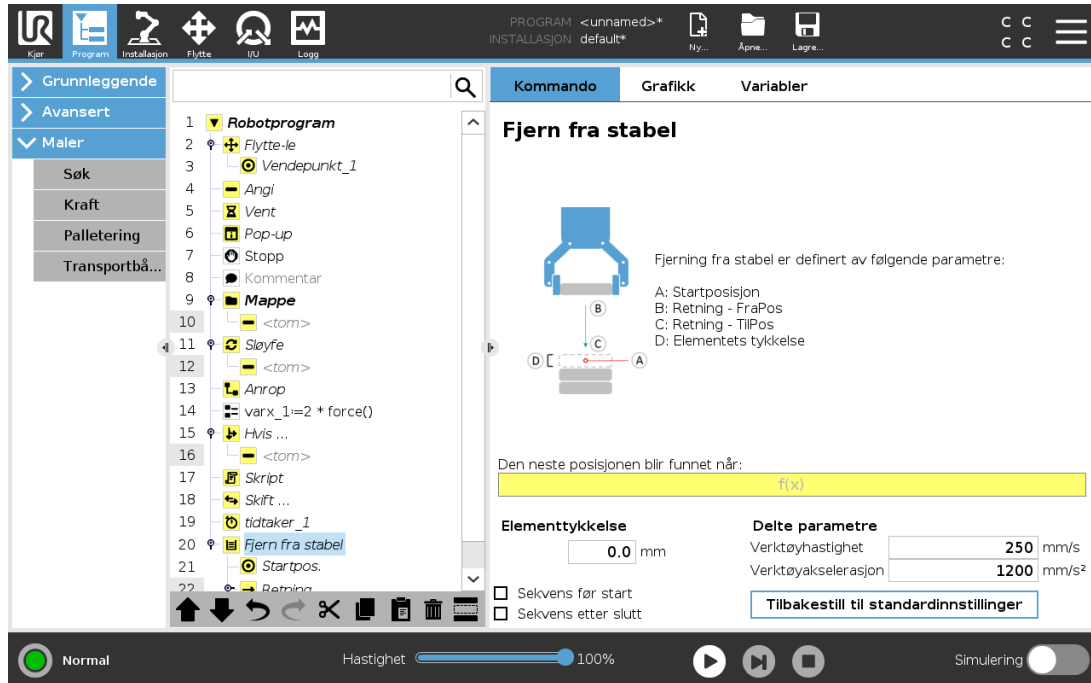 PROGRAM <unnamed>*
INSTALLASJON default*
Kjør
Program
Installasjon
Flytte
I/U
Logg
Ny...
Åpne...
Lagre...
C C
C C
Grunnleggende
Avansert
Maler
Søk
Kraft
Palletering
Transportbå...
1 Robotprogram
2 Flytte-le
3 Vendepunkt_1
4 Angi
5 Vent
6 Pop-up
7 Stopp
8 Kommentar
9 Mappe
10 <tom>
11 Sløyfe
12 <tom>
13 Anrop
14 varx_1≔2 * force()
15 Hvis ...
16 <tom>
17 Skript
18 Skift ...
19 tidtaker_1
20 Fjern fra stabel
21 Startpos.
22 Retning
Kommando
Grafikk
Variabler
Fjern fra stabel
B
C
D
A
Fjerning fra stabel er definert av følgende parametre:
A: Startposisjon
B: Retning - FraPos
C: Retning - TilPos
D: Elementets tykkelse
Den neste posisjonen blir funnet når:
f(x)
Elementtykkelse
0.0 mm
Sekvens før start
Sekvens etter slutt
Delte parametre
Verktøyhastighet 250 mm/s
Verktøyakselerasjon 1200 mm/s²
Tilbakestill til standardinnstillinger
Normal
Hastighet 100%
Simulering